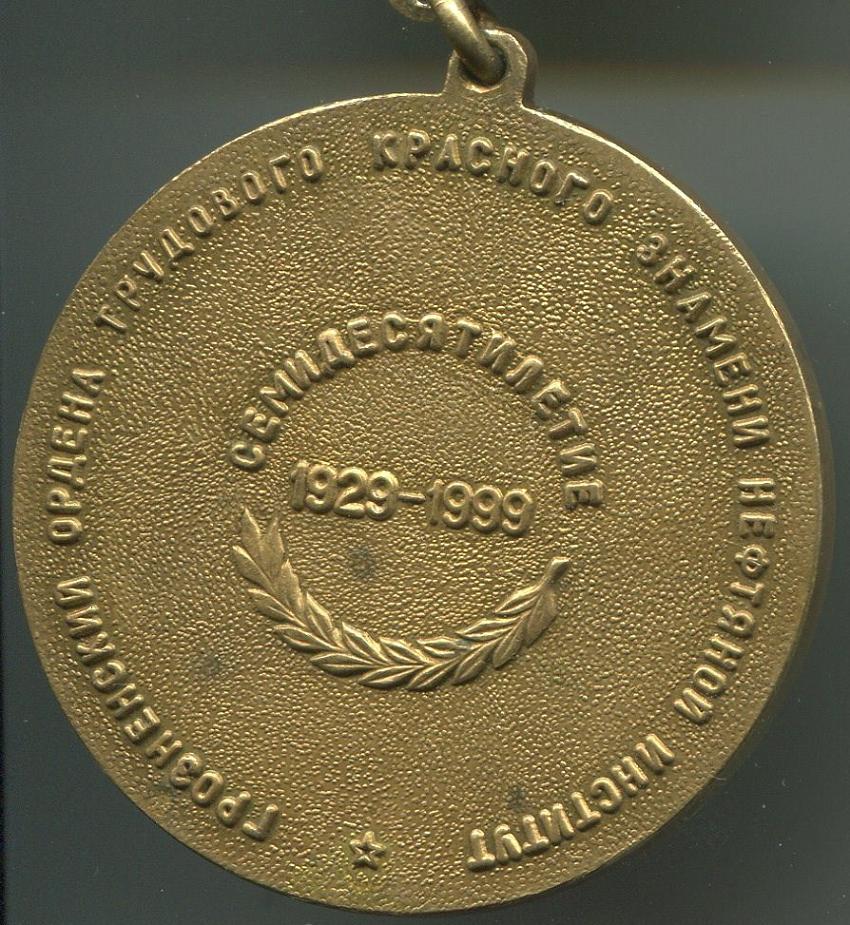 ГРОЗНЕНСКИЙ ОРДЕНА ТРУДОВОГО КРАСНОГО ЗНАМЕНИ НЕФТЯНОЙ ИНСТИТУТ
СЕМИДЕСЯТИЛЕТИЕ
1929-1999